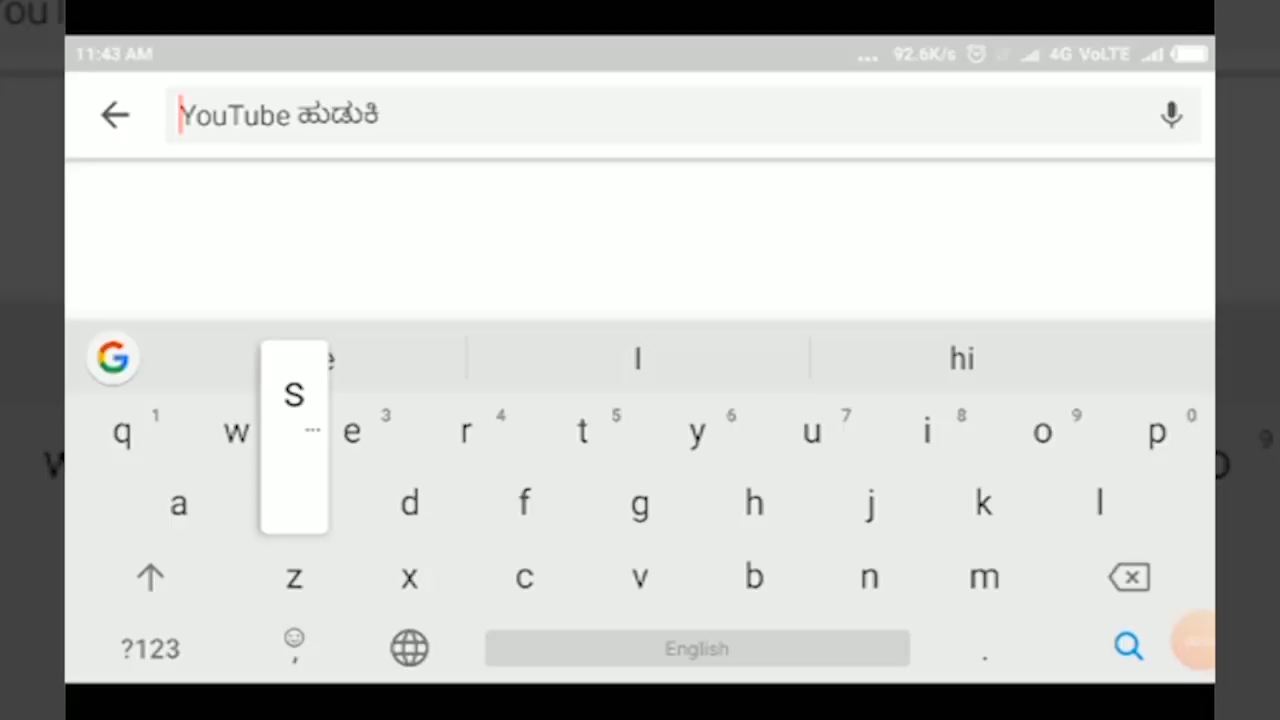 11:43 AM ... 92.6K/s 4G VoLTE
YouTube ಹುಡುಕಿ
I hi
S
q 1 w e 3 r 4 t 5 y 6 u 7 i 8 o 9 p 0
a d f g h j k l
z x c v b n m
?123 , English .